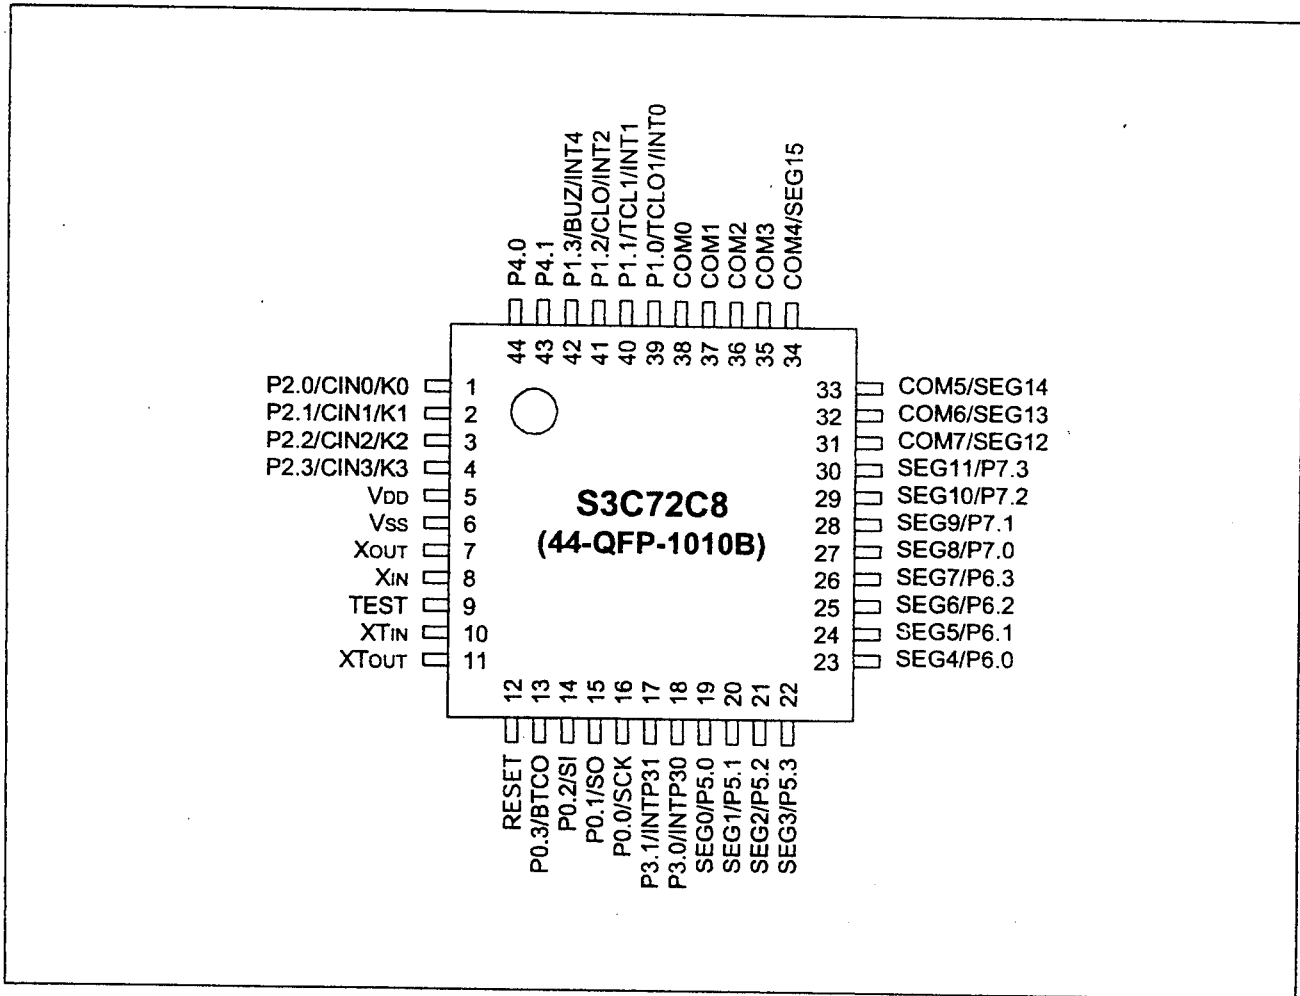 P4.0
P4.1
P1.3/BUZ/INT4
P1.2/CLO/INT2
P1.1/TCL1/INT1
P1.0/TCLO1/INT0
COM0
COM1
COM2
COM3
COM4/SEG15
44
43
42
41
40
39
38
37
36
35
34
P2.0/CIN0/K0 1
P2.1/CIN1/K1 2
P2.2/CIN2/K2 3
P2.3/CIN3/K3 4
VDD 5
VSS 6
XOUT 7
XIN 8
TEST 9
XTIN 10
XTOUT 11
S3C72C8
(44-QFP-1010B)
33 COM5/SEG14
32 COM6/SEG13
31 COM7/SEG12
30 SEG11/P7.3
29 SEG10/P7.2
28 SEG9/P7.1
27 SEG8/P7.0
26 SEG7/P6.3
25 SEG6/P6.2
24 SEG5/P6.1
23 SEG4/P6.0
12
13
14
15
16
17
18
19
20
21
22
RESET
P0.3/BTCO
P0.2/SI
P0.1/SO
P0.0/SCK
P3.1/INTP31
P3.0/INTP30
SEG0/P5.0
SEG1/P5.1
SEG2/P5.2
SEG3/P5.3